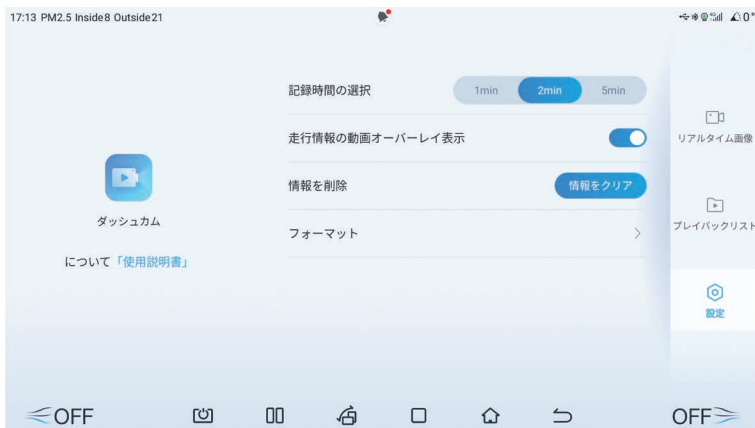 17:13 PM2.5 Inside8 Outside21
0°
記録時間の選択
1min 2min 5min
走行情報の動画オーバーレイ表示
情報を削除
情報をクリア
フォーマット
ダッシュカム
について「使用説明書」
リアルタイム画像
プレイバックリスト
設定
OFF
OFF